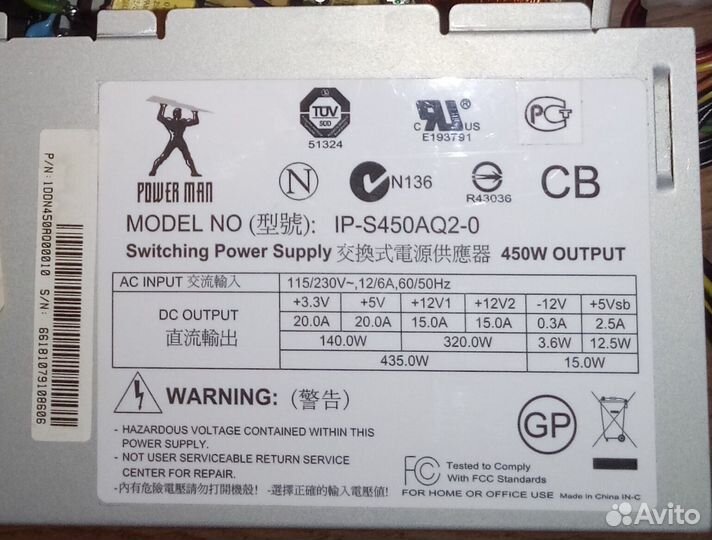 TÜV
SÜD
51324
C US
E193791
PCT
POWER MAN
N
N136
R43036
CB
MODEL NO (型號): IP-S450AQ2-0
Switching Power Supply 交換式電源供應器 450W OUTPUT
AC INPUT 交流輸入 115/230V~,12/6A,60/50Hz
DC OUTPUT
直流輸出
+3.3V +5V +12V1 +12V2 -12V +5Vsb
20.0A 20.0A 15.0A 15.0A 0.3A 2.5A
140.0W 320.0W 3.6W 12.5W
435.0W 15.0W
WARNING: (警告)
- HAZARDOUS VOLTAGE CONTAINED WITHIN THIS
POWER SUPPLY.
- NOT USER SERVICEABLE RETURN SERVICE
CENTER FOR REPAIR.
-內有危險電壓請勿打開機殼! -選擇正確的輸入電壓值!
GP
FC
Tested to Comply
With FCC Standards
FOR HOME OR OFFICE USE Made In China IN-C
P/N:1DDN450AQ00010 S/N: 66181079108606
Avito